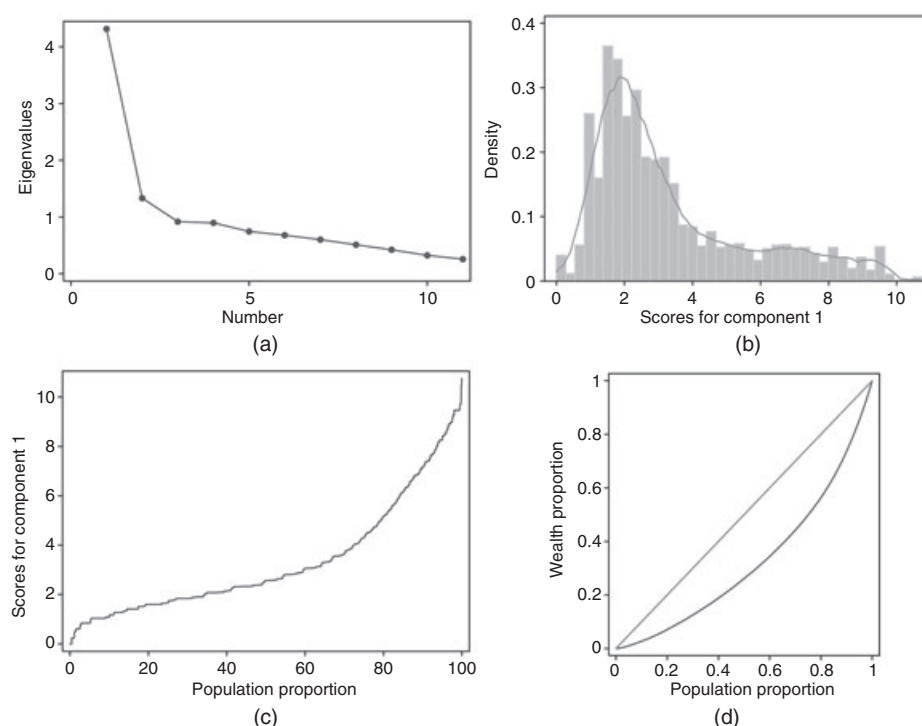 4
3
2
1
0
Eigenvalues
0 5 10
Number
(a)
0.4
0.3
0.2
0.1
0
Density
0 2 4 6 8 10
Scores for component 1
(b)
10
8
6
4
2
0
Scores for component 1
0 20 40 60 80 100
Population proportion
(c)
1
0.8
0.6
0.4
0.2
0
Wealth proportion
0 0.2 0.4 0.6 0.8 1
Population proportion
(d)